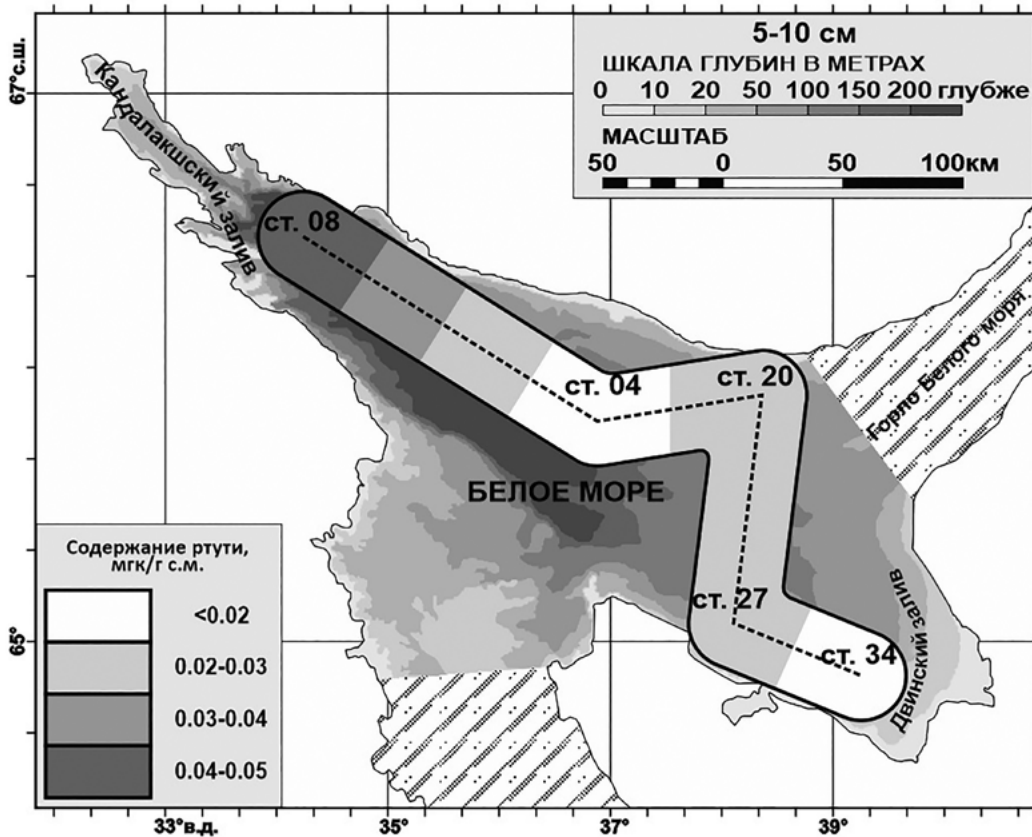 5-10 см
ШКАЛА ГЛУБИН В МЕТРАХ
0 10 20 50 100 150 200 глубже
МАСШТАБ
50 0 50 100км
67°с.ш.
Кандалакшский залив
ст. 08
ст. 04
ст. 20
Горло Белого моря
БЕЛОЕ МОРЕ
Содержание ртути,
мгк/г с.м.
<0.02
0.02-0.03
0.03-0.04
0.04-0.05
ст. 27
ст. 34
Двинский залив
65°
33°в.д. 35° 37° 39°